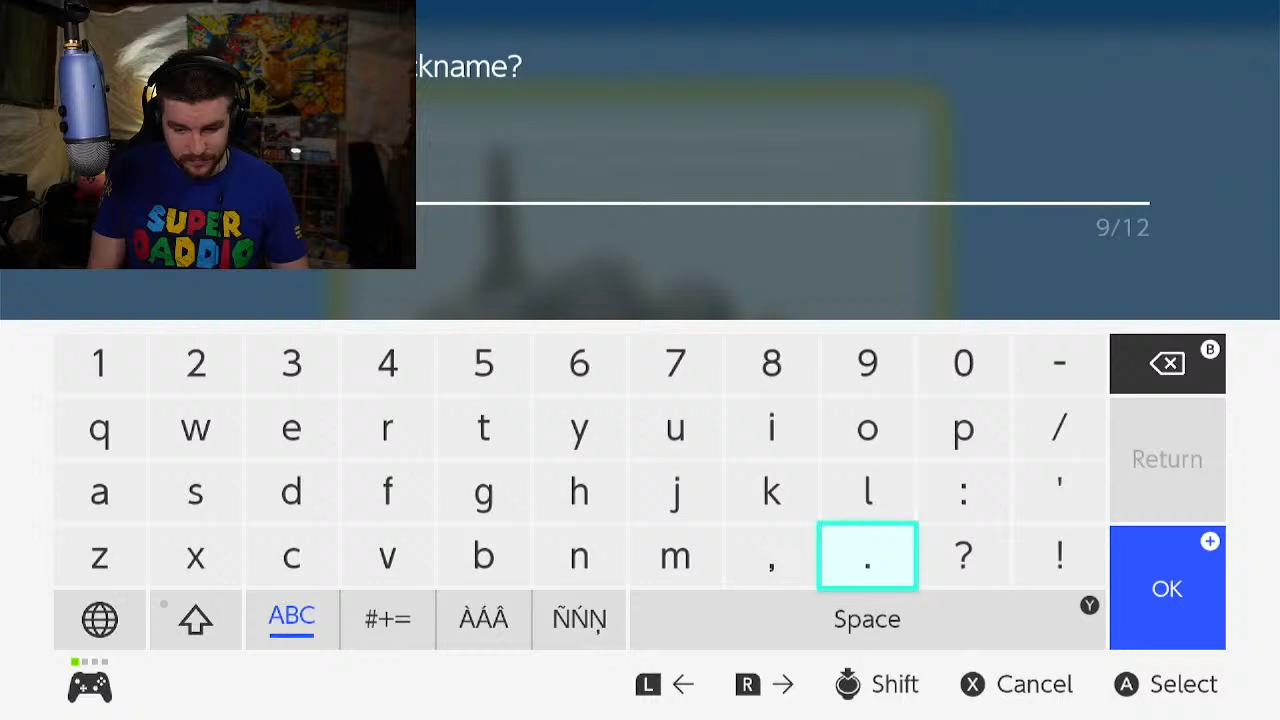 ckname?
SUPER
DADDIO
9/12
1 2 3 4 5 6 7 8 9 0 - B
q w e r t y u i o p / Return
a s d f g h j k l : '
z x c v b n m , . ? ! + OK
ABC #+= ÀÁÂ ÑŃŅ Space Y
L ← R → Shift X Cancel A Select